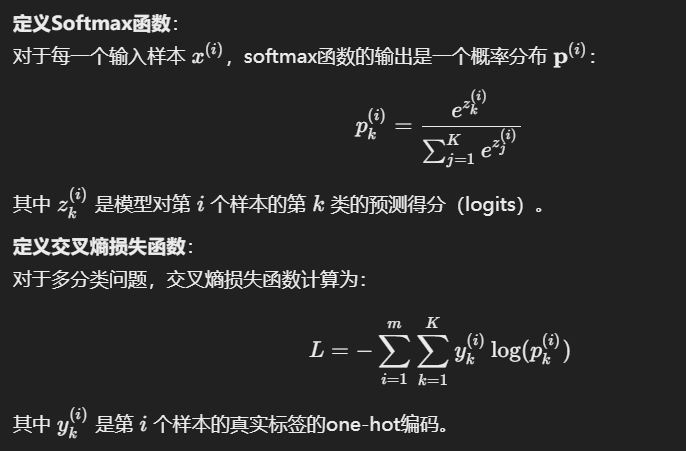 定义Softmax函数：
对于每一个输入样本 x^{(i)}，softmax函数的输出是一个概率分布 \mathbf{p}^{(i)}：
p_k^{(i)} = \frac{e^{z_k^{(i)}}}{\sum_{j=1}^{K} e^{z_j^{(i)}}}
其中 z_k^{(i)} 是模型对第 i 个样本的第 k 类的预测得分（logits）。
定义交叉熵损失函数：
对于多分类问题，交叉熵损失函数计算为：
L = -\sum_{i=1}^{m} \sum_{k=1}^{K} y_k^{(i)} \log(p_k^{(i)})
其中 y_k^{(i)} 是第 i 个样本的真实标签的one-hot编码。